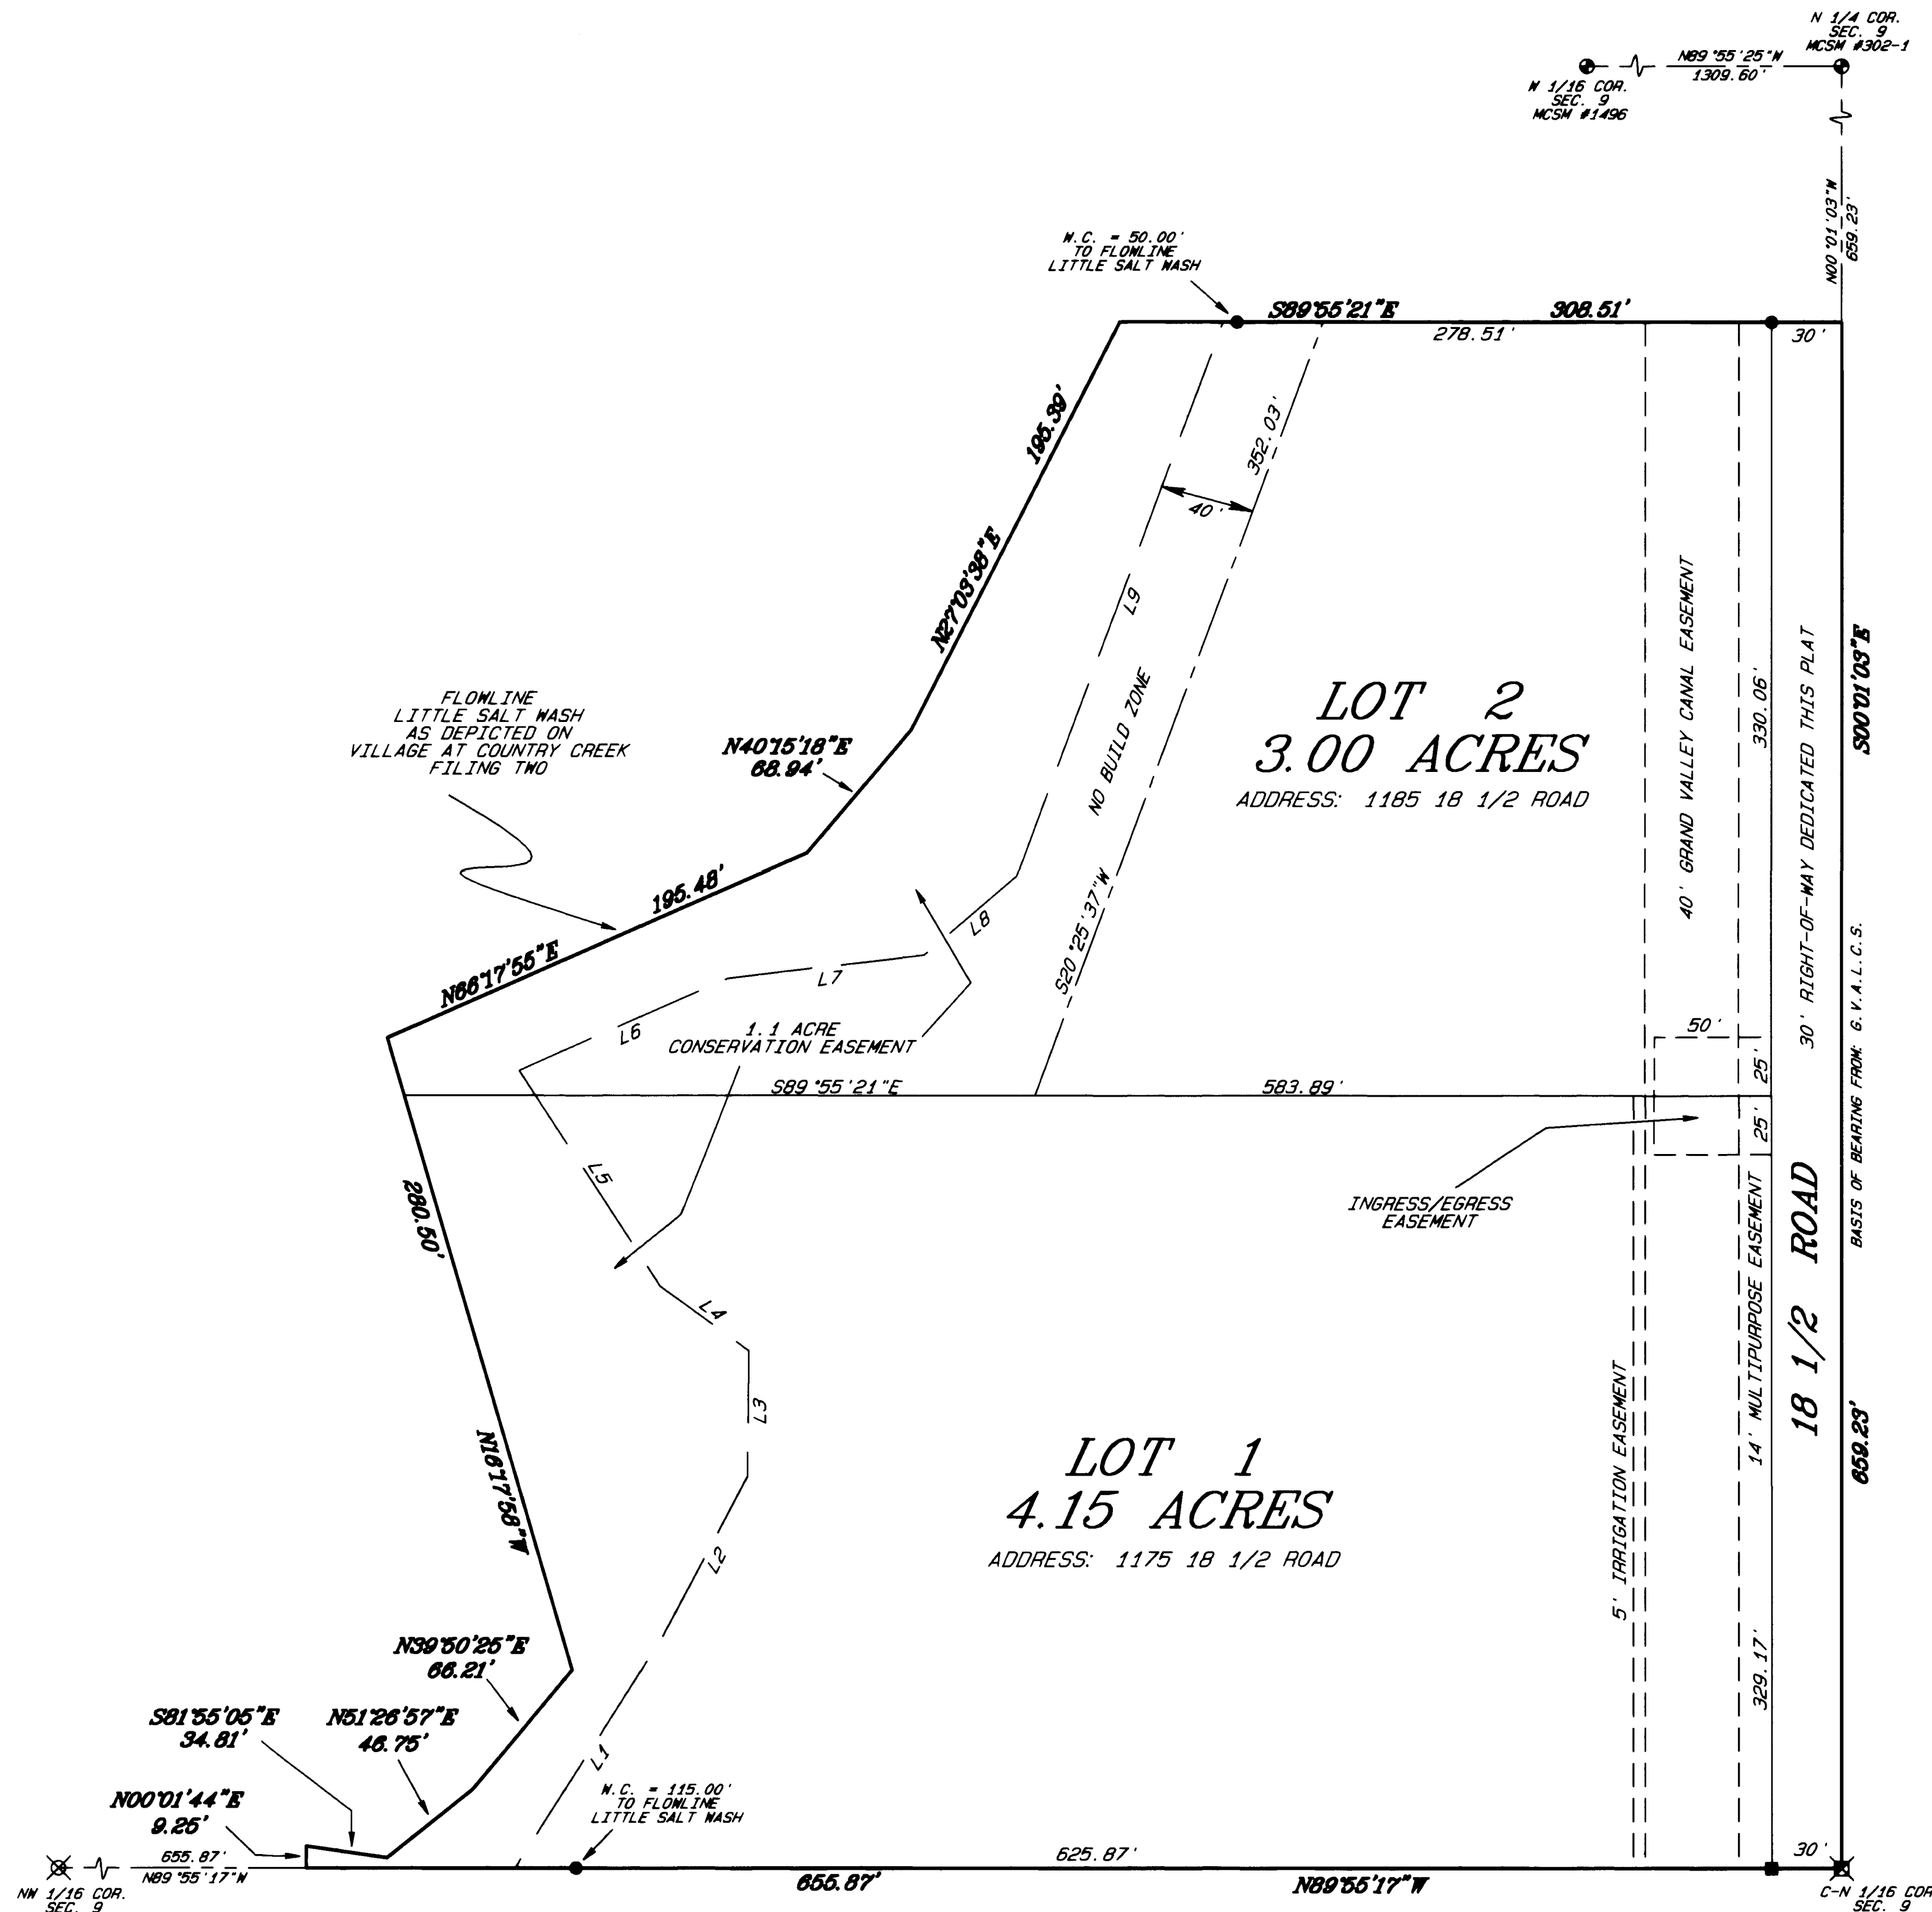 N 1/4 COR.
SEC. 9
MCSM #302-1
N89°55'25"W
1309.60'
W 1/16 COR.
SEC. 9
MCSM #1496
N00°01'03"W
659.23'
W.C. = 50.00'
TO FLOWLINE
LITTLE SALT WASH
S89°55'21"E 308.51'
278.51'
30'
195.39'
N27°03'38"E
352.03'
40'
L9
NO BUILD ZONE
S20°25'37"W
LOT 2
3.00 ACRES
ADDRESS: 1185 18 1/2 ROAD
40' GRAND VALLEY CANAL EASEMENT
330.06'
30' RIGHT-OF-WAY DEDICATED THIS PLAT
S00°01'03"E
FLOWLINE
LITTLE SALT WASH
AS DEPICTED ON
VILLAGE AT COUNTRY CREEK
FILING TWO
N40°15'18"E
68.94'
195.48'
N66°17'55"E
L8
L7
L6
1.1 ACRE
CONSERVATION EASEMENT
S89°55'21"E
583.89'
50'
25'
25'
BASIS OF BEARING FROM: G.V.A.L.C.S.
INGRESS/EGRESS
EASEMENT
L5
280.50'
N16°17'58"W
L4
L3
L2
LOT 1
4.15 ACRES
ADDRESS: 1175 18 1/2 ROAD
5' IRRIGATION EASEMENT
14' MULTIPURPOSE EASEMENT
18 1/2 ROAD
659.23'
329.17'
N39°50'25"E
66.21'
S81°55'05"E
34.81'
N51°26'57"E
46.75'
N00°01'44"E
9.25'
L1
W.C. = 115.00'
TO FLOWLINE
LITTLE SALT WASH
655.87'
N89°55'17"W
625.87'
30'
655.87'
N89°55'17"W
NW 1/16 COR.
SEC. 9
C-N 1/16 COR
SEC. 9